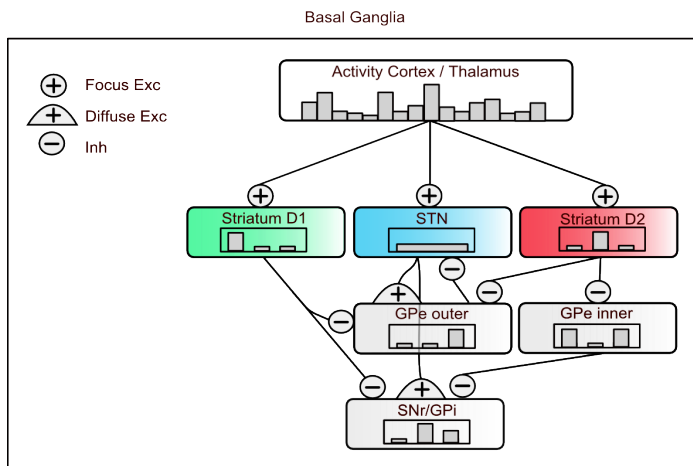 Basal Ganglia
Activity Cortex / Thalamus
Focus Exc
Diffuse Exc
Inh
Striatum D1
STN
Striatum D2
GPe outer
GPe inner
SNr/GPi